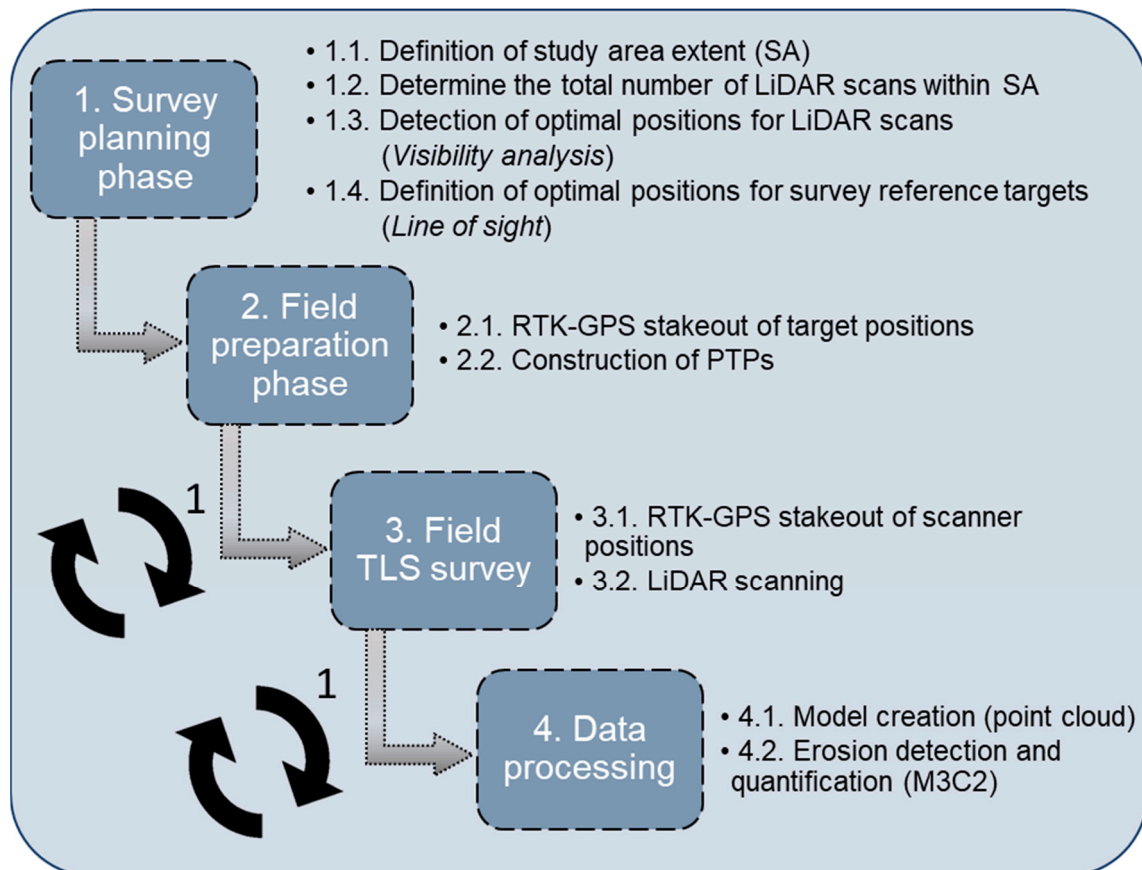 1. Survey
planning
phase
• 1.1. Definition of study area extent (SA)
• 1.2. Determine the total number of LiDAR scans within SA
• 1.3. Detection of optimal positions for LiDAR scans
(Visibility analysis)
• 1.4. Definition of optimal positions for survey reference targets
(Line of sight)
2. Field
preparation
phase
• 2.1. RTK-GPS stakeout of target positions
• 2.2. Construction of PTPs
1
3. Field
TLS survey
• 3.1. RTK-GPS stakeout of scanner
positions
• 3.2. LiDAR scanning
1
4. Data
processing
• 4.1. Model creation (point cloud)
• 4.2. Erosion detection and
quantification (M3C2)